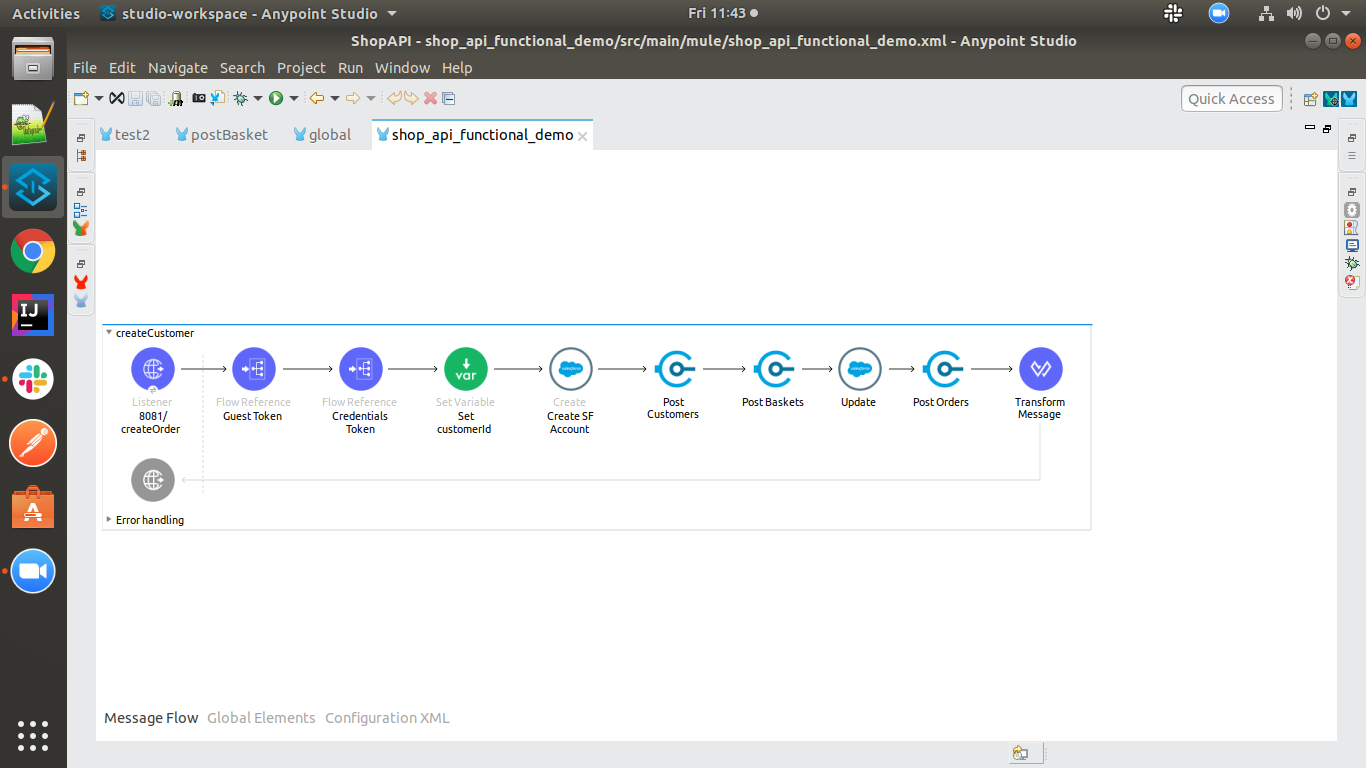 Activities
studio-workspace - Anypoint Studio
Fri 11:43
ShopAPI - shop_api_functional_demo/src/main/mule/shop_api_functional_demo.xml - Anypoint Studio
File Edit Navigate Search Project Run Window Help
Quick Access
test2
postBasket
global
shop_api_functional_demo
createCustomer
Listener
8081/
createOrder
Flow Reference
Guest Token
Flow Reference
Credentials
Token
var
Set Variable
Set
customerId
Create
Create SF
Account
Post
Customers
Post Baskets
Update
Post Orders
Transform
Message
Error handling
Message Flow Global Elements Configuration XML
IJ